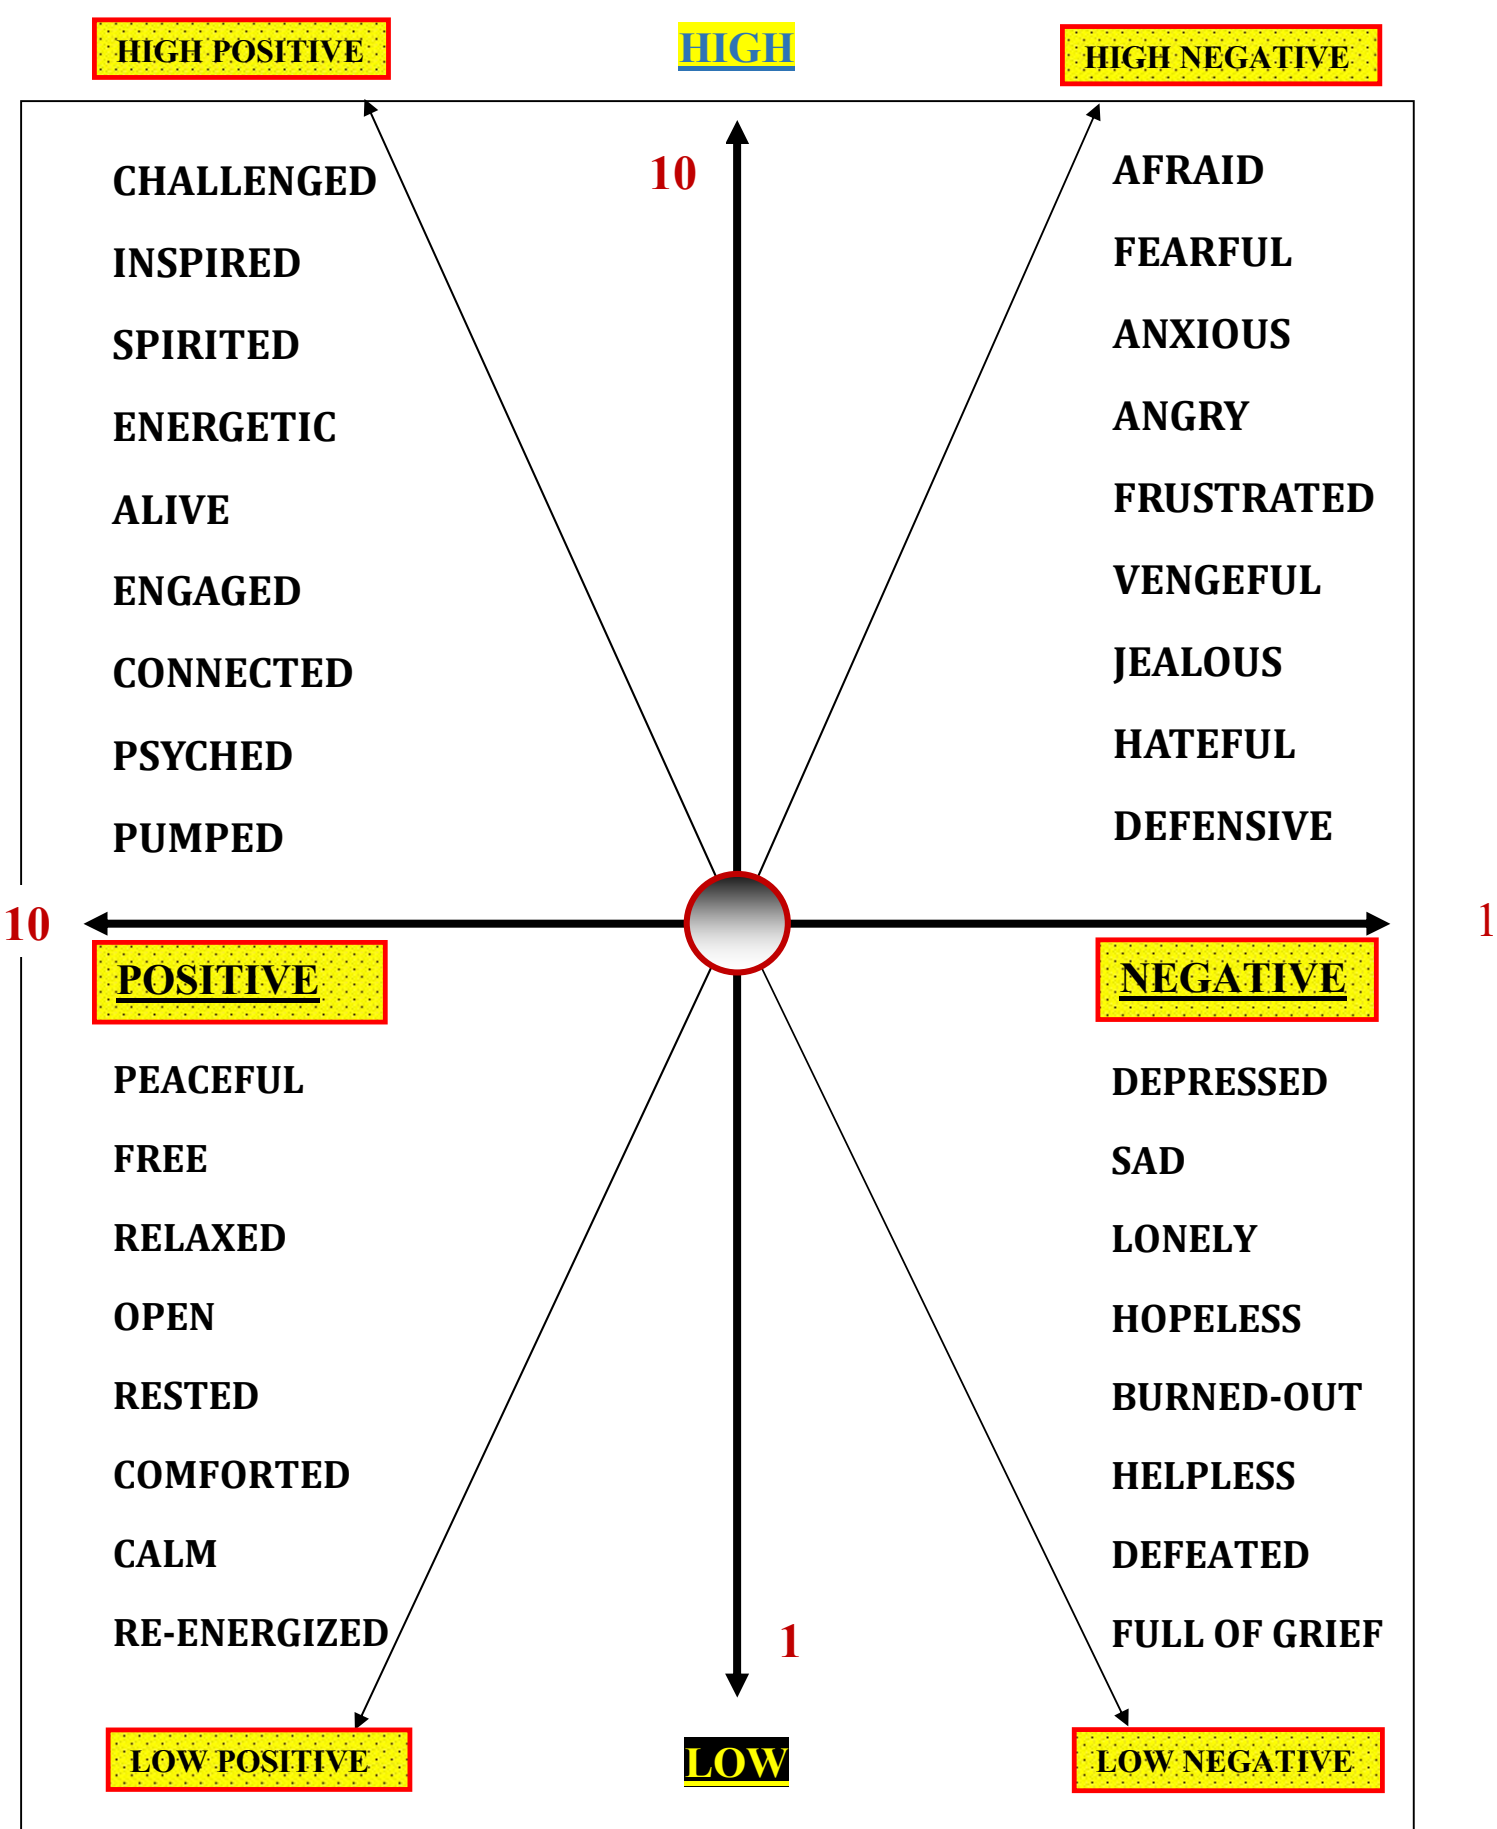 HIGH POSITIVE
HIGH
HIGH NEGATIVE
10
CHALLENGED
INSPIRED
SPIRITED
ENERGETIC
ALIVE
ENGAGED
CONNECTED
PSYCHED
PUMPED
AFRAID
FEARFUL
ANXIOUS
ANGRY
FRUSTRATED
VENGEFUL
JEALOUS
HATEFUL
DEFENSIVE
10
1
POSITIVE
NEGATIVE
PEACEFUL
FREE
RELAXED
OPEN
RESTED
COMFORTED
CALM
RE-ENERGIZED
DEPRESSED
SAD
LONELY
HOPELESS
BURNED-OUT
HELPLESS
DEFEATED
FULL OF GRIEF
1
LOW POSITIVE
LOW
LOW NEGATIVE